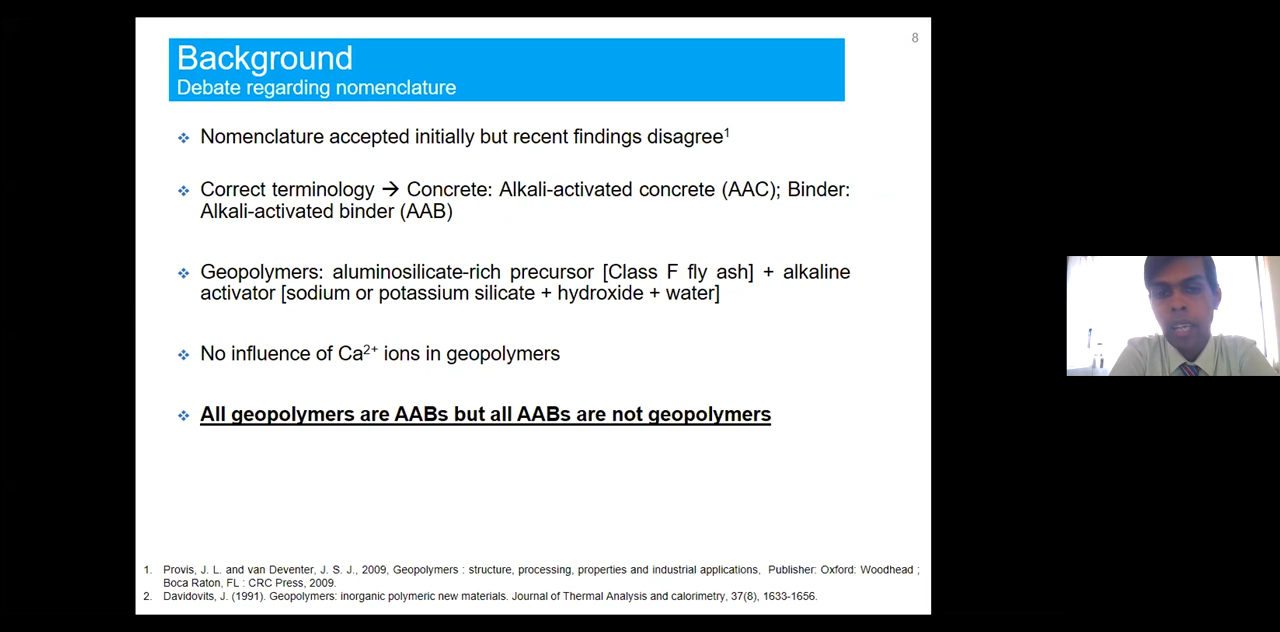 8
Background
Debate regarding nomenclature
❖ Nomenclature accepted initially but recent findings disagree¹
❖ Correct terminology → Concrete: Alkali-activated concrete (AAC); Binder:
Alkali-activated binder (AAB)
❖ Geopolymers: aluminosilicate-rich precursor [Class F fly ash] + alkaline
activator [sodium or potassium silicate + hydroxide + water]
❖ No influence of Ca²⁺ ions in geopolymers
❖ All geopolymers are AABs but all AABs are not geopolymers
1. Provis, J. L. and van Deventer, J. S. J., 2009, Geopolymers : structure, processing, properties and industrial applications, Publisher: Oxford: Woodhead ;
Boca Raton, FL : CRC Press, 2009.
2. Davidovits, J. (1991). Geopolymers: inorganic polymeric new materials. Journal of Thermal Analysis and calorimetry, 37(8), 1633-1656.